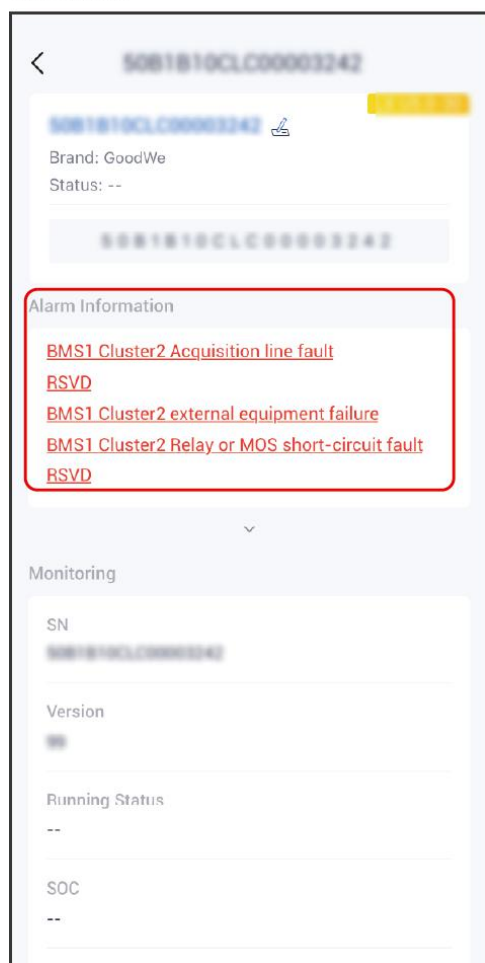 Brand: GoodWe
Status: --
Alarm Information
BMS1 Cluster2 Acquisition line fault
RSVD
BMS1 Cluster2 external equipment failure
BMS1 Cluster2 Relay or MOS short-circuit fault
RSVD
Monitoring
SN
Version
Running Status
--
SOC
--